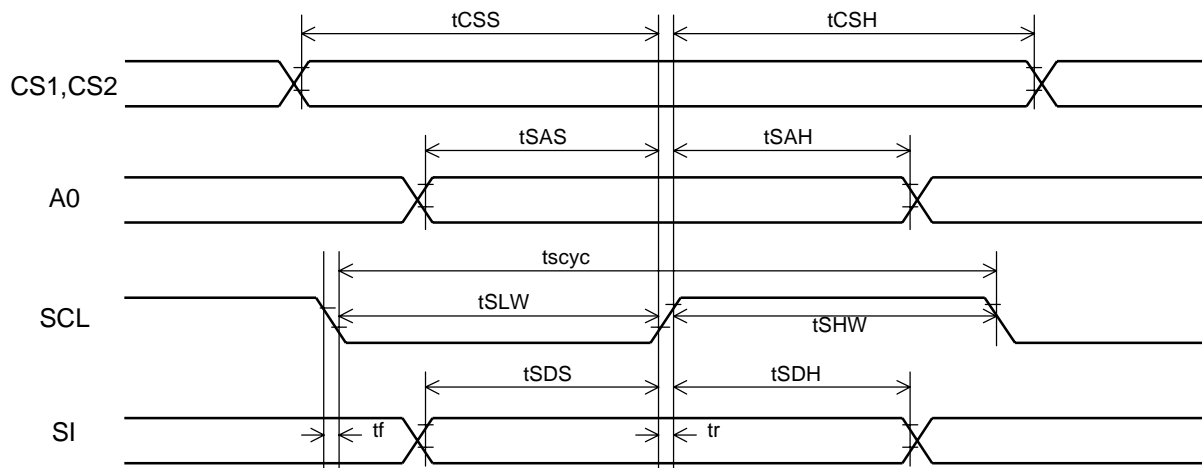 tCSS tCSH
CS1,CS2
tSAS tSAH
A0
tscyc
tSLW
SCL
tSHW
tSDS tSDH
SI
tf tr